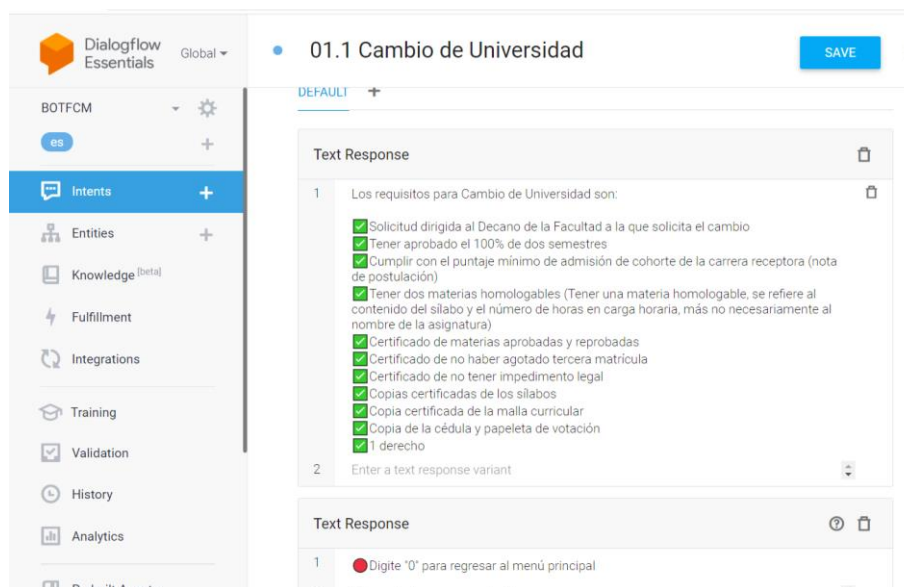 Dialogflow
Essentials
Global
01.1 Cambio de Universidad
SAVE
BOTFCM
es
DEFAULT
Intents
Entities
Knowledge [beta]
Fulfillment
Integrations
Training
Validation
History
Analytics
Text Response
1
Los requisitos para Cambio de Universidad son:
✅Solicitud dirigida al Decano de la Facultad a la que solicita el cambio
✅Tener aprobado el 100% de dos semestres
✅Cumplir con el puntaje mínimo de admisión de cohorte de la carrera receptora (nota
de postulación)
✅Tener dos materias homologables (Tener una materia homologable, se refiere al
contenido del sílabo y el número de horas en carga horaria, más no necesariamente al
nombre de la asignatura)
✅Certificado de materias aprobadas y reprobadas
✅Certificado de no haber agotado tercera matrícula
✅Certificado de no tener impedimento legal
✅Copias certificadas de los sílabos
✅Copia certificada de la malla curricular
✅Copia de la cédula y papeleta de votación
✅1 derecho
2
Enter a text response variant
Text Response
1
🔴Digite "0" para regresar al menú principal